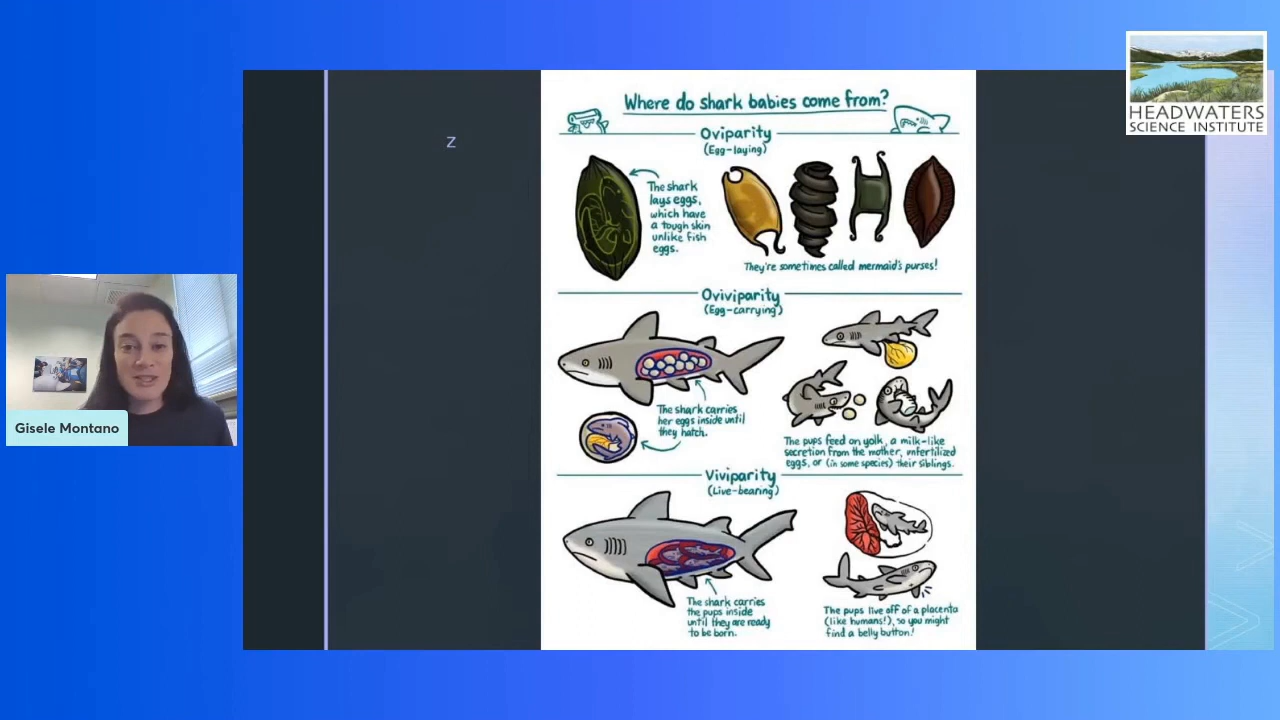 HEADWATERS
SCIENCE INSTITUTE
Where do shark babies come from?
Oviparity
(Egg-laying)
z
The shark
lays eggs,
which have
a tough skin
unlike fish
eggs.
They're sometimes called mermaid's purses!
Oviviparity
(Egg-carrying)
The shark carries
her eggs inside until
they hatch.
The pups feed on yolk, a milk-like
secretion from the mother, unfertilized
eggs, or (in some species) their siblings.
Gisele Montano
Viviparity
(Live-bearing)
The shark carries
the pups inside
until they are ready
to be born.
The pups live off of a placenta
(like humans!), so you might
find a belly button!